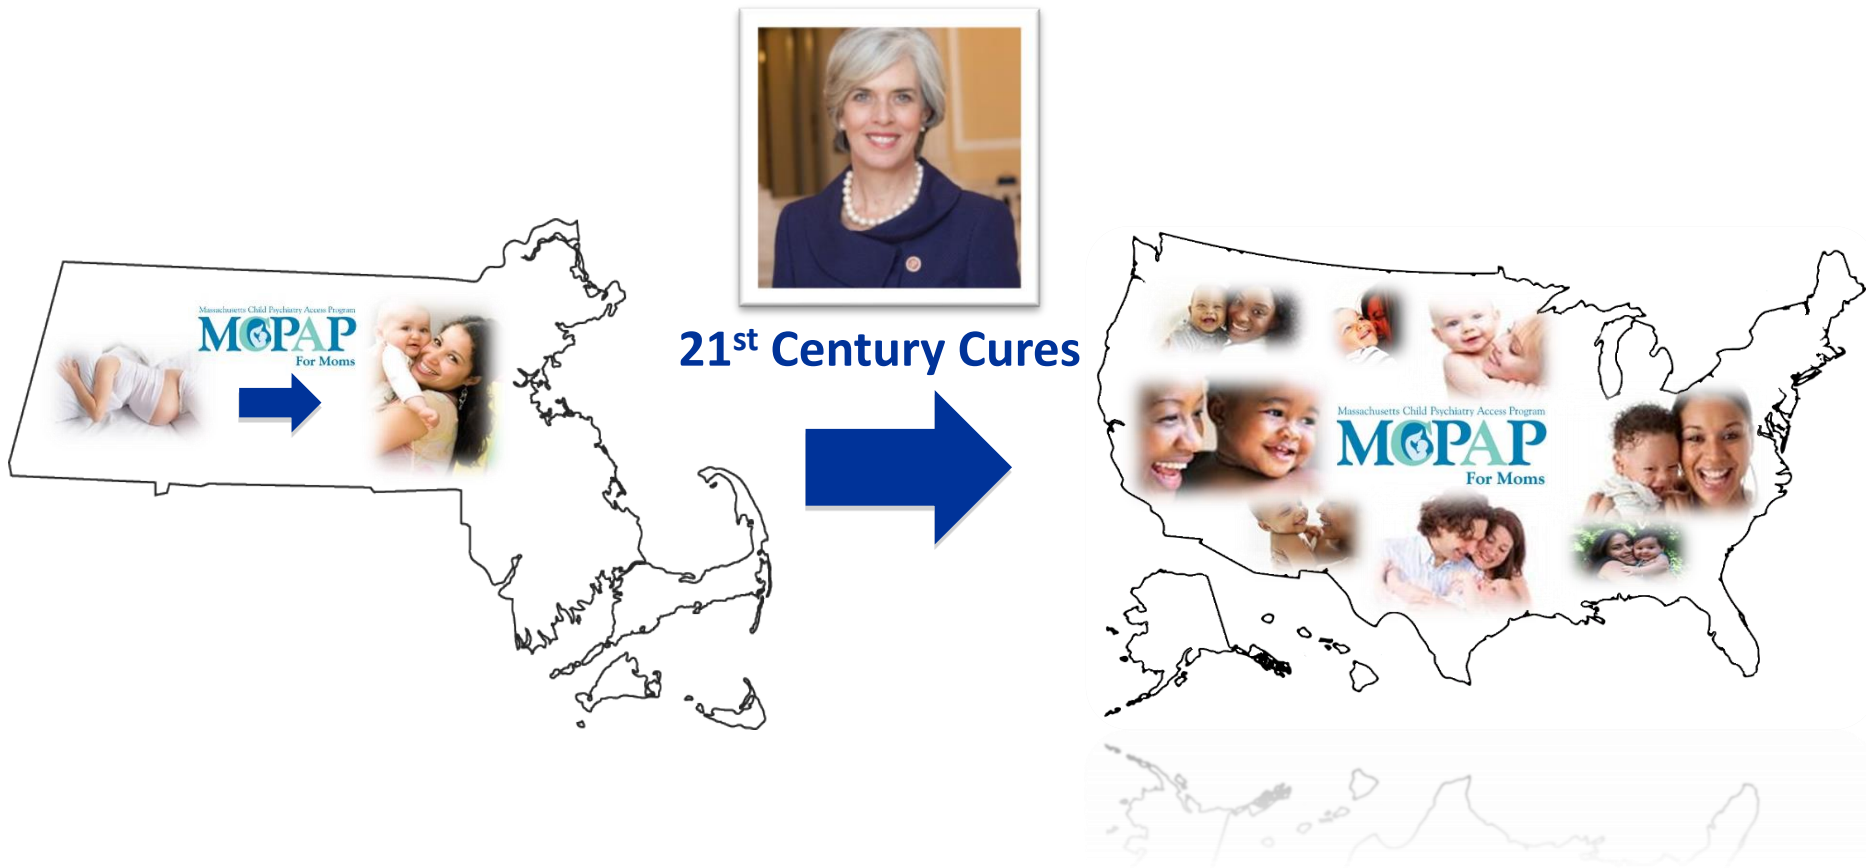 Massachusetts Child Psychiatry Access Program
MCPAP
For Moms
21st Century Cures
Massachusetts Child Psychiatry Access Program
MCPAP
For Moms